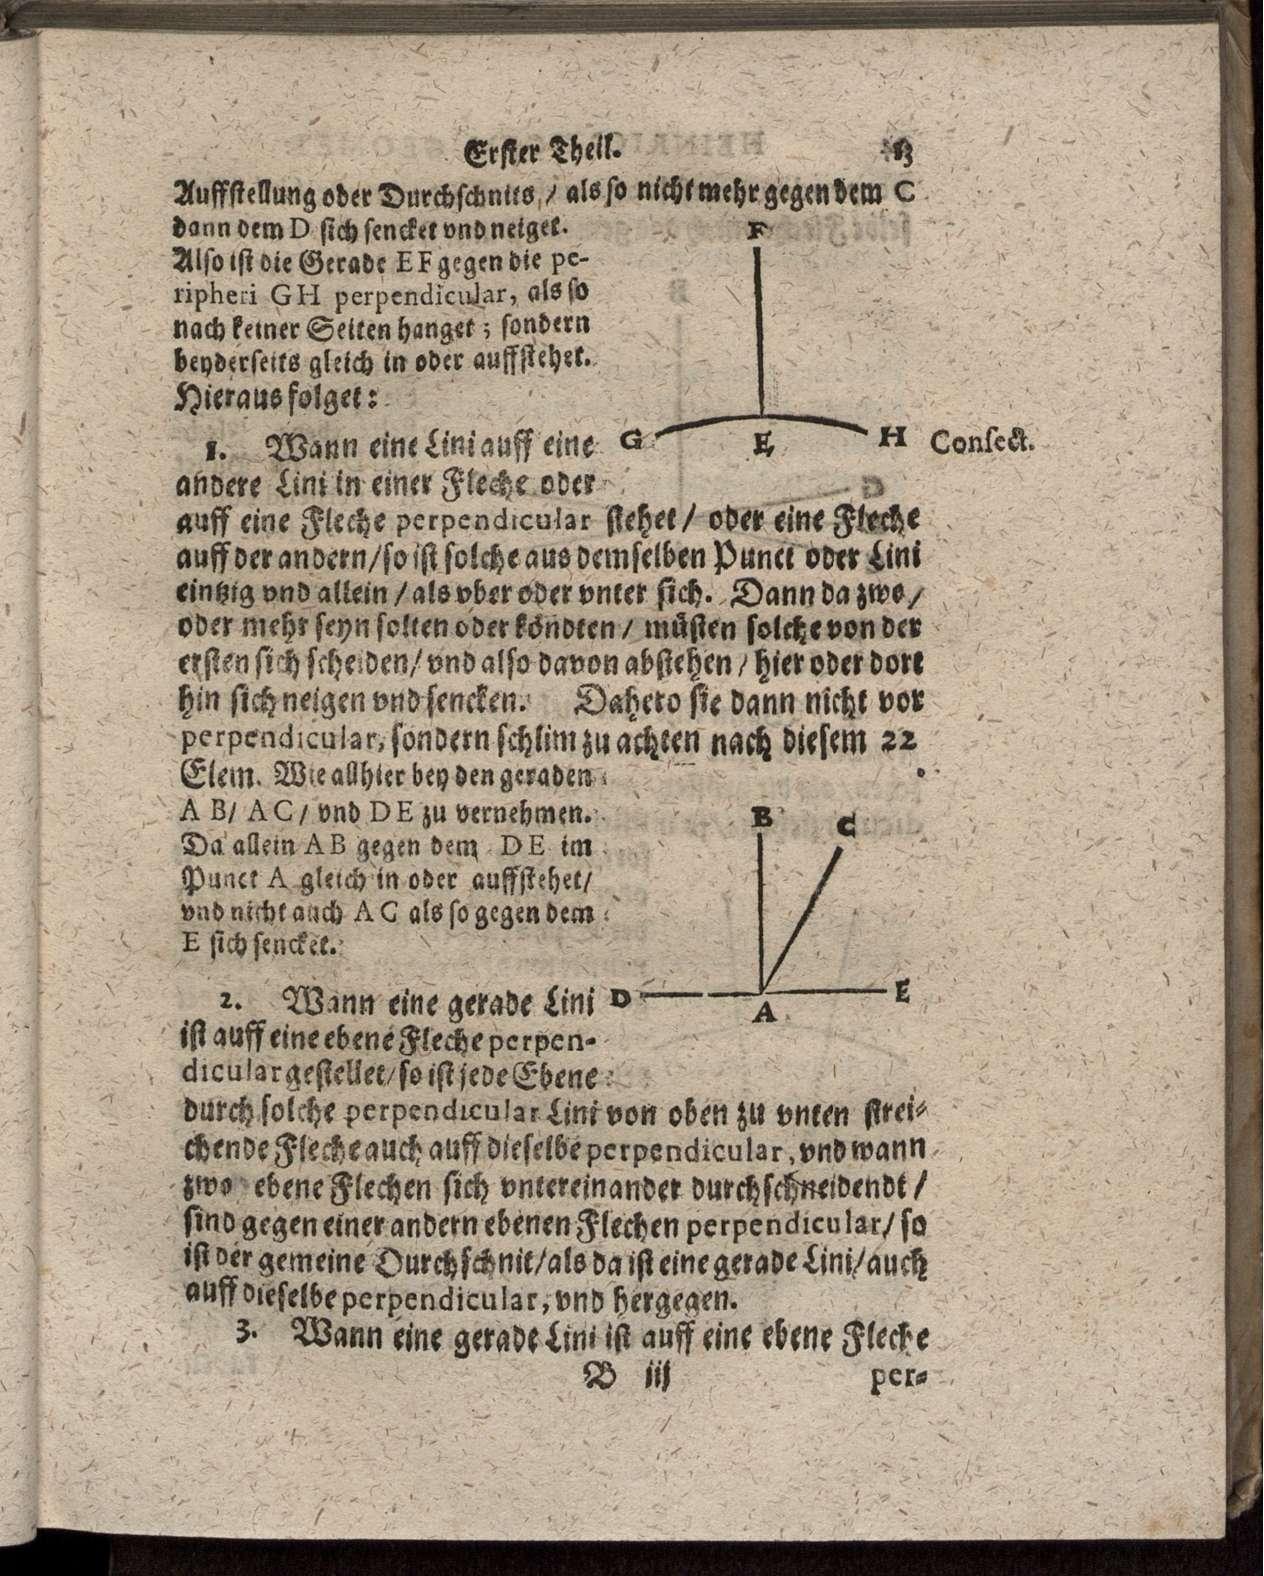 Erster Theil. 13
Auffstellung oder Durchschnits / als so nicht mehr gegen dem C
dann dem D sich sencket vnd neiget.
Also ist die Gerade EF gegen die pe-
ripheri GH perpendicular, als so
nach keiner Seiten hanget; sondern
beyderseits gleich in oder auffstehet.
Hieraus folget:
F
G E H
Consect.
1. Wann eine Lini auff eine
andere Lini in einer Fleche oder
auff eine Fleche perpendicular stehet / oder eine Fleche
auff der andern / so ist solche aus demselben Punct oder Lini
eintzig vnd allein / als vber oder vnter sich. Dann da zwo /
oder mehr seyn solten oder köndten / müsten solche von der
ersten sich scheiden / vnd also davon abstehen / hier oder dort
hin sich neigen vnd sencken. Dahero sie dann nicht vor
perpendicular, sondern schlim zu achten nach diesem 22
Elem. Wie allhier bey den geraden
A B / A C / vnd D E zu vernehmen.
Da allein A B gegen dem D E im
Punct A gleich in oder auffstehet /
vnd nicht auch A C als so gegen dem
E sich sencket.
B C
D A E
2. Wann eine gerade Lini
ist auff eine ebene Fleche perpen-
dicular gestellet / so ist jede Ebene
durch solche perpendicular Lini von oben zu vnten strei-
chende Fleche auch auff dieselbe perpendicular, vnd wann
zwo ebene Flechen sich vntereinander durchschneidendt /
sind gegen einer andern ebenen Flechen perpendicular / so
ist der gemeine Durchschnit / als da ist eine gerade Lini / auch
auff dieselbe perpendicular, vnd hergegen.
3. Wann eine gerade Lini ist auff eine ebene Fleche
B iij per-